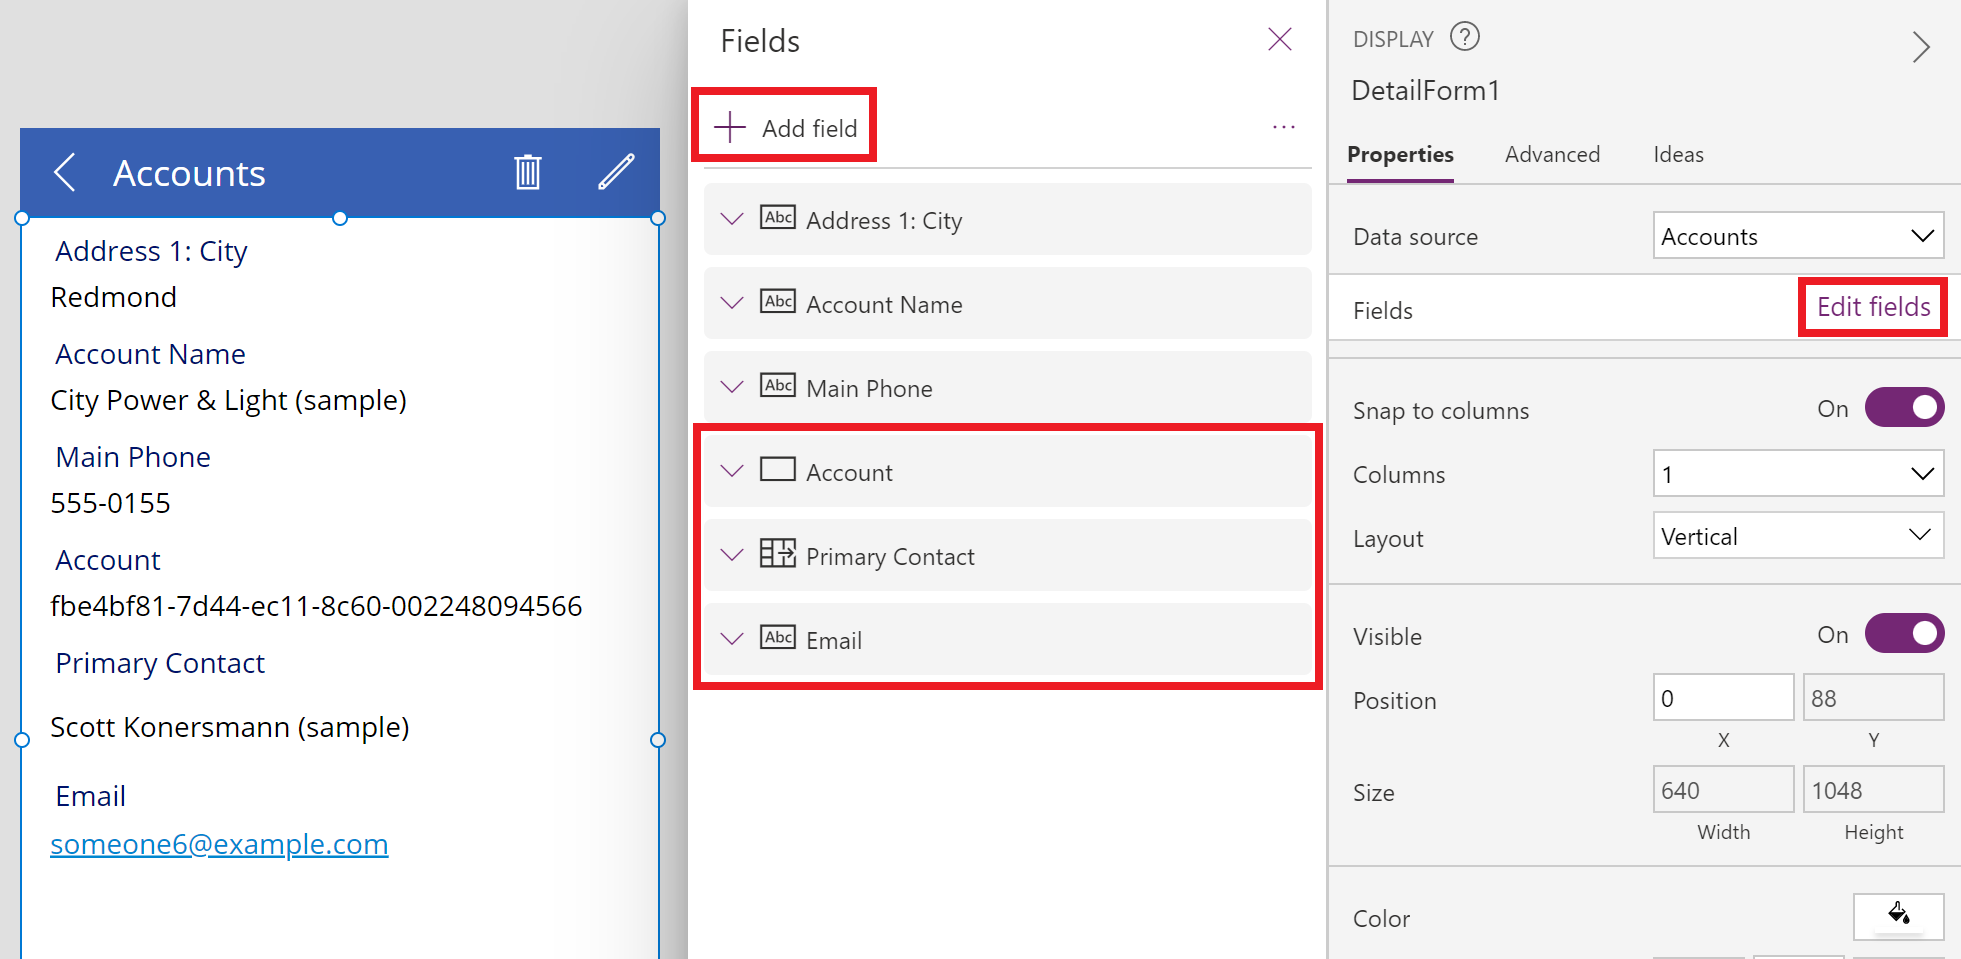 Accounts
Address 1: City
Redmond
Account Name
City Power & Light (sample)
Main Phone
555-0155
Account
fbe4bf81-7d44-ec11-8c60-002248094566
Primary Contact
Scott Konersmann (sample)
Email
someone6@example.com
Fields
Add field
...
Abc Address 1: City
Abc Account Name
Abc Main Phone
Account
Primary Contact
Abc Email
DISPLAY ?
DetailForm1
Properties Advanced Ideas
Data source Accounts
Fields Edit fields
Snap to columns On
Columns 1
Layout Vertical
Visible On
Position 0 88
X Y
Size 640 1048
Width Height
Color